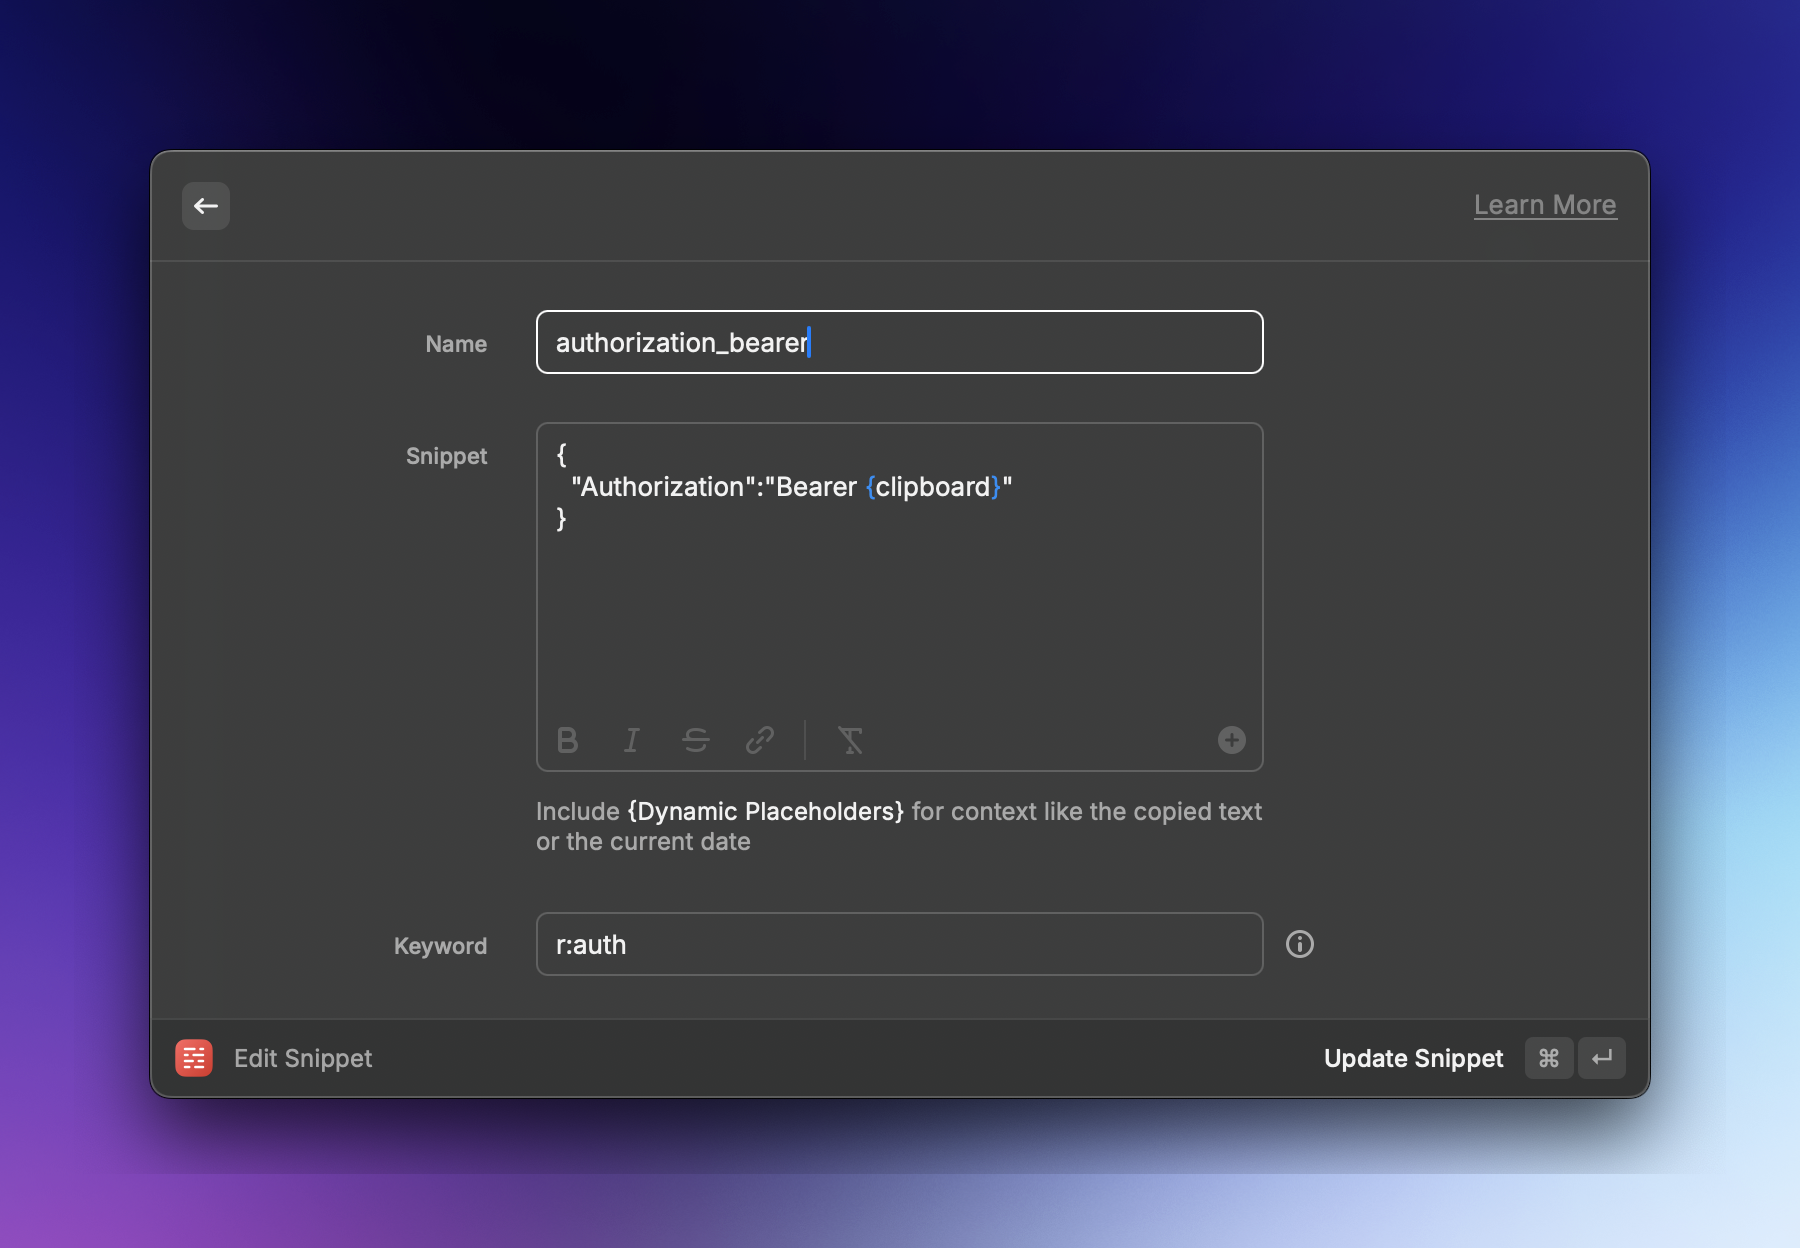 Learn More
Name
authorization_bearer
Snippet
{
  "Authorization":"Bearer {clipboard}"
}
Include {Dynamic Placeholders} for context like the copied text
or the current date
Keyword
r:auth
Edit Snippet
Update Snippet ⌘ ↵